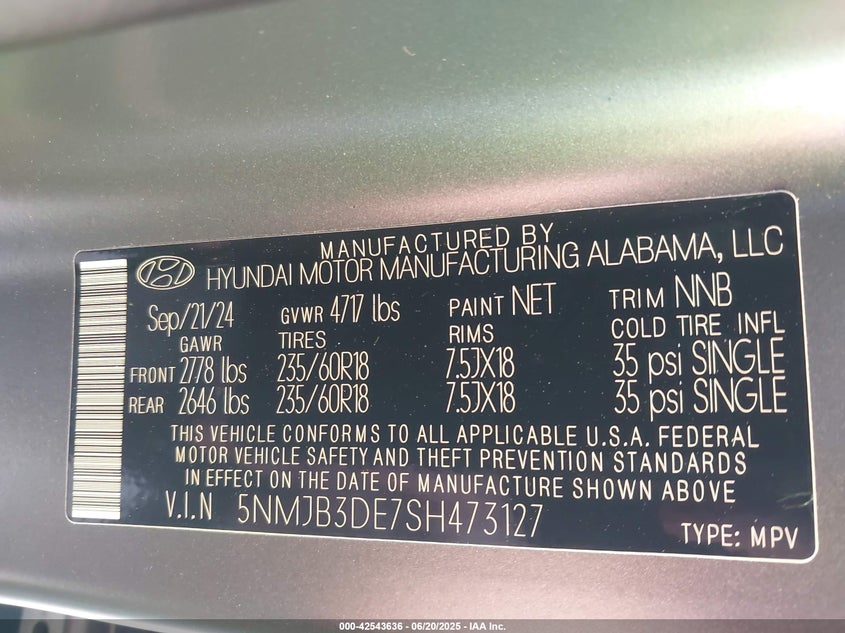 MANUFACTURED BY
HYUNDAI MOTOR MANUFACTURING ALABAMA, LLC
Sep/21/24 GVWR 4717 lbs PAINT NET TRIM NNB
GAWR TIRES RIMS COLD TIRE INFL
FRONT 2778 lbs 235/60R18 7.5JX18 35 psi SINGLE
REAR 2646 lbs 235/60R18 7.5JX18 35 psi SINGLE
THIS VEHICLE CONFORMS TO ALL APPLICABLE U.S.A. FEDERAL
MOTOR VEHICLE SAFETY AND THEFT PREVENTION STANDARDS
IN EFFECT ON THE DATE OF MANUFACTURE SHOWN ABOVE
V.I.N 5NMJB3DE7SH473127
TYPE: MPV
000-42543636 - 06/20/2025 - IAA Inc.